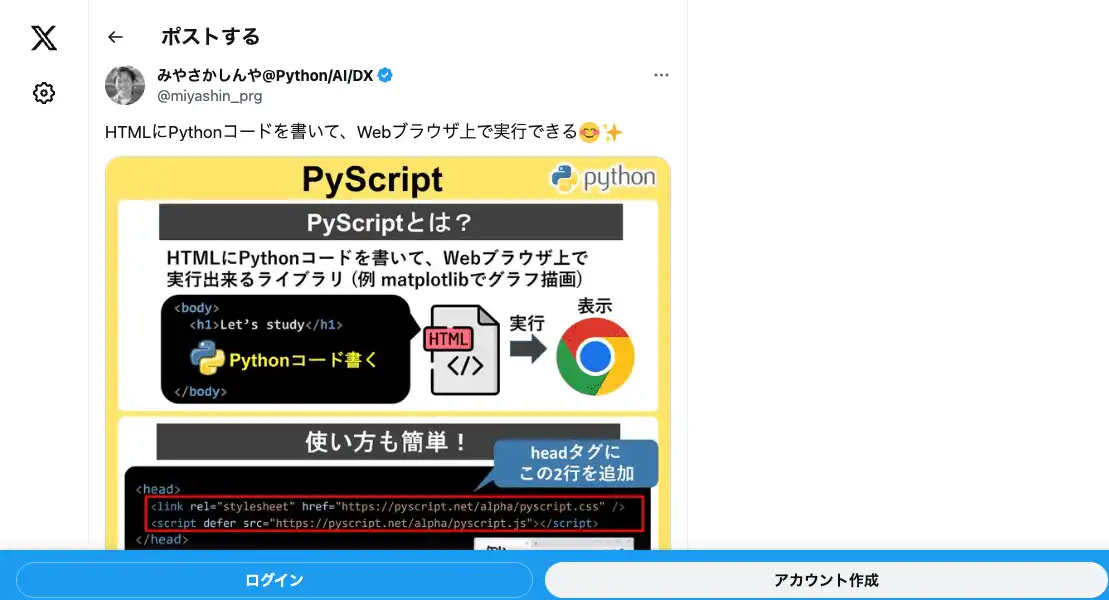 ポストする
みやさかしんや@Python/AI/DX
@miyashin_prg
HTMLにPythonコードを書いて、Webブラウザ上で実行できる😊✨
PyScript
python
PyScriptとは？
HTMLにPythonコードを書いて、Webブラウザ上で
実行出来るライブラリ (例 matplotlibでグラフ描画)
<body>
<h1>Let's study</h1>
Pythonコード書く
</body>
HTML
</>
実行
表示
使い方も簡単！
headタグに
この2行を追加
<head>
<link rel="stylesheet" href="https://pyscript.net/alpha/pyscript.css" />
<script defer src="https://pyscript.net/alpha/pyscript.js"></script>
</head>
ログイン
アカウント作成